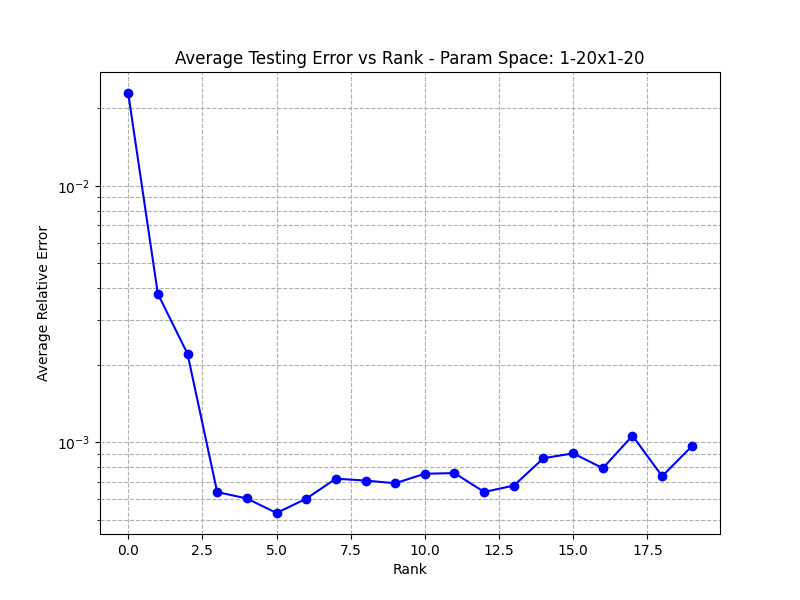 Average Testing Error vs Rank - Param Space: 1-20x1-20
Average Relative Error
10⁻²
10⁻³
0.0 2.5 5.0 7.5 10.0 12.5 15.0 17.5
Rank